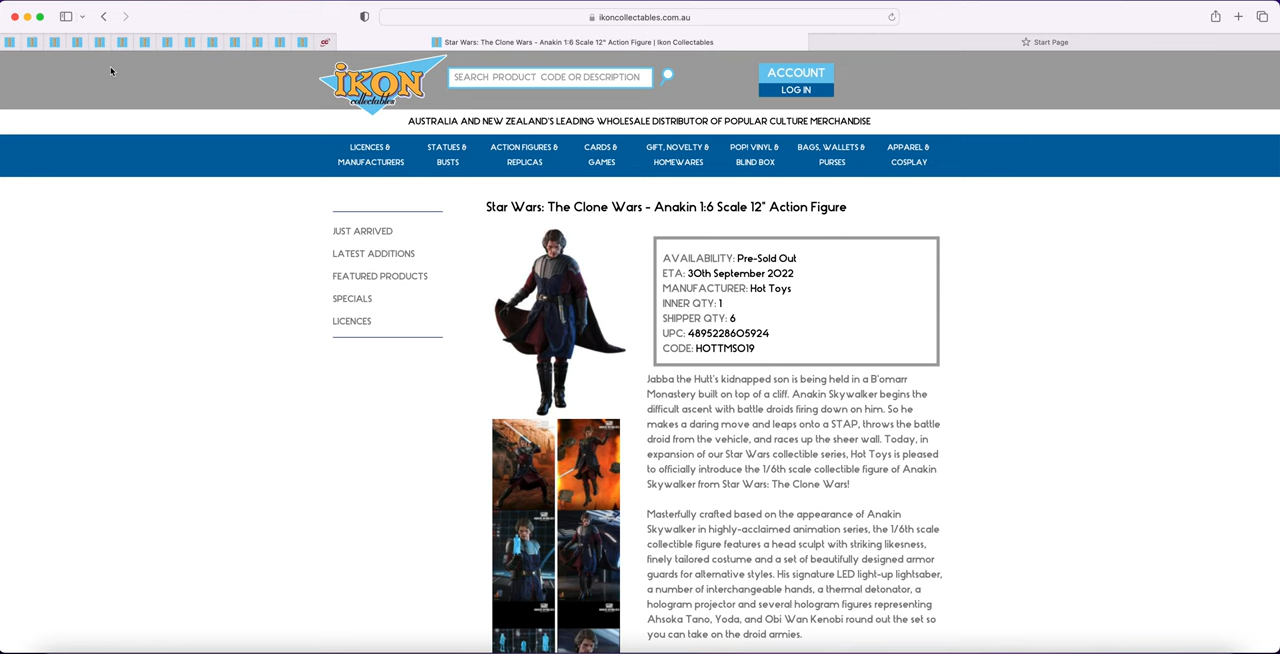 ikoncollectables.com.au
Star Wars: The Clone Wars - Anakin 1:6 Scale 12" Action Figure | Ikon Collectables
Start Page
iKON
collectables
SEARCH PRODUCT CODE OR DESCRIPTION
ACCOUNT
LOG IN
AUSTRALIA AND NEW ZEALAND'S LEADING WHOLESALE DISTRIBUTOR OF POPULAR CULTURE MERCHANDISE
LICENCES &
MANUFACTURERS
STATUES &
BUSTS
ACTION FIGURES &
REPLICAS
CARDS &
GAMES
GIFT, NOVELTY &
HOMEWARES
POP! VINYL &
BLIND BOX
BAGS, WALLETS &
PURSES
APPAREL &
COSPLAY
JUST ARRIVED
LATEST ADDITIONS
FEATURED PRODUCTS
SPECIALS
LICENCES
Star Wars: The Clone Wars - Anakin 1:6 Scale 12" Action Figure
AVAILABILITY: Pre-Sold Out
ETA: 30th September 2022
MANUFACTURER: Hot Toys
INNER QTY: 1
SHIPPER QTY: 6
UPC: 4895228605924
CODE: HOTTMS019
Jabba the Hutt's kidnapped son is being held in a B'omarr
Monastery built on top of a cliff. Anakin Skywalker begins the
difficult ascent with battle droids firing down on him. So he
makes a daring move and leaps onto a STAP, throws the battle
droid from the vehicle, and races up the sheer wall. Today, in
expansion of our Star Wars collectible series, Hot Toys is pleased
to officially introduce the 1/6th scale collectible figure of Anakin
Skywalker from Star Wars: The Clone Wars!
Masterfully crafted based on the appearance of Anakin
Skywalker in highly-acclaimed animation series, the 1/6th scale
collectible figure features a head sculpt with striking likesness,
finely tailored costume and a set of beautifully designed armor
guards for alternative styles. His signature LED light-up lightsaber,
a number of interchangeable hands, a thermal detonator, a
hologram projector and several hologram figures representing
Ahsoka Tano, Yoda, and Obi Wan Kenobi round out the set so
you can take on the droid armies.